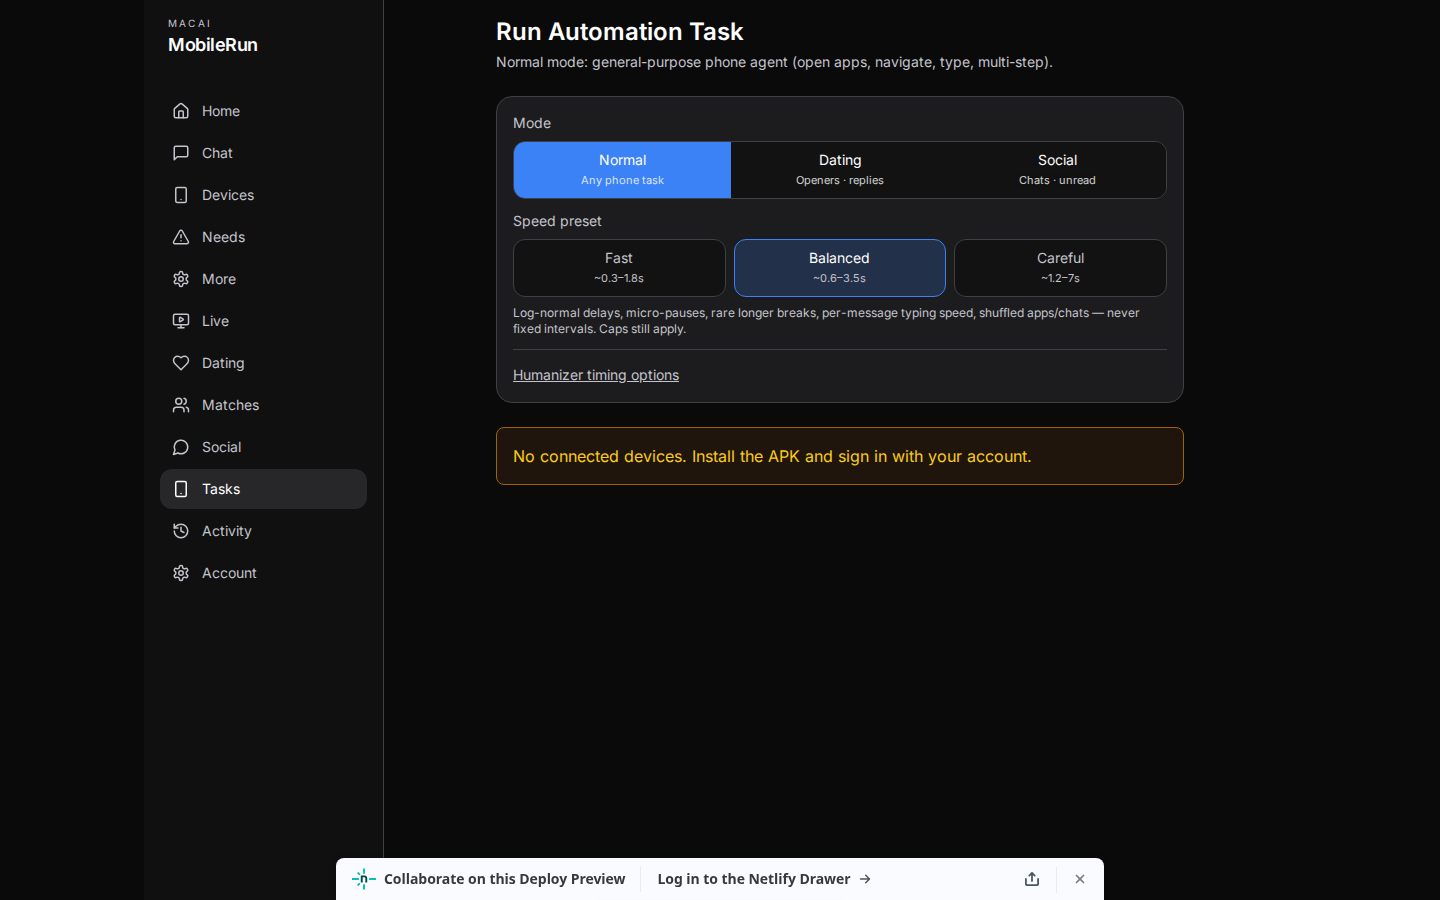 MACAI
MobileRun
Home
Chat
Devices
Needs
More
Live
Dating
Matches
Social
Tasks
Activity
Account
Run Automation Task
Normal mode: general-purpose phone agent (open apps, navigate, type, multi-step).
Mode
Normal
Any phone task
Dating
Openers · replies
Social
Chats · unread
Speed preset
Fast
~0.3–1.8s
Balanced
~0.6–3.5s
Careful
~1.2–7s
Log-normal delays, micro-pauses, rare longer breaks, per-message typing speed, shuffled apps/chats — never
fixed intervals. Caps still apply.
Humanizer timing options
No connected devices. Install the APK and sign in with your account.
Collaborate on this Deploy Preview
Log in to the Netlify Drawer →